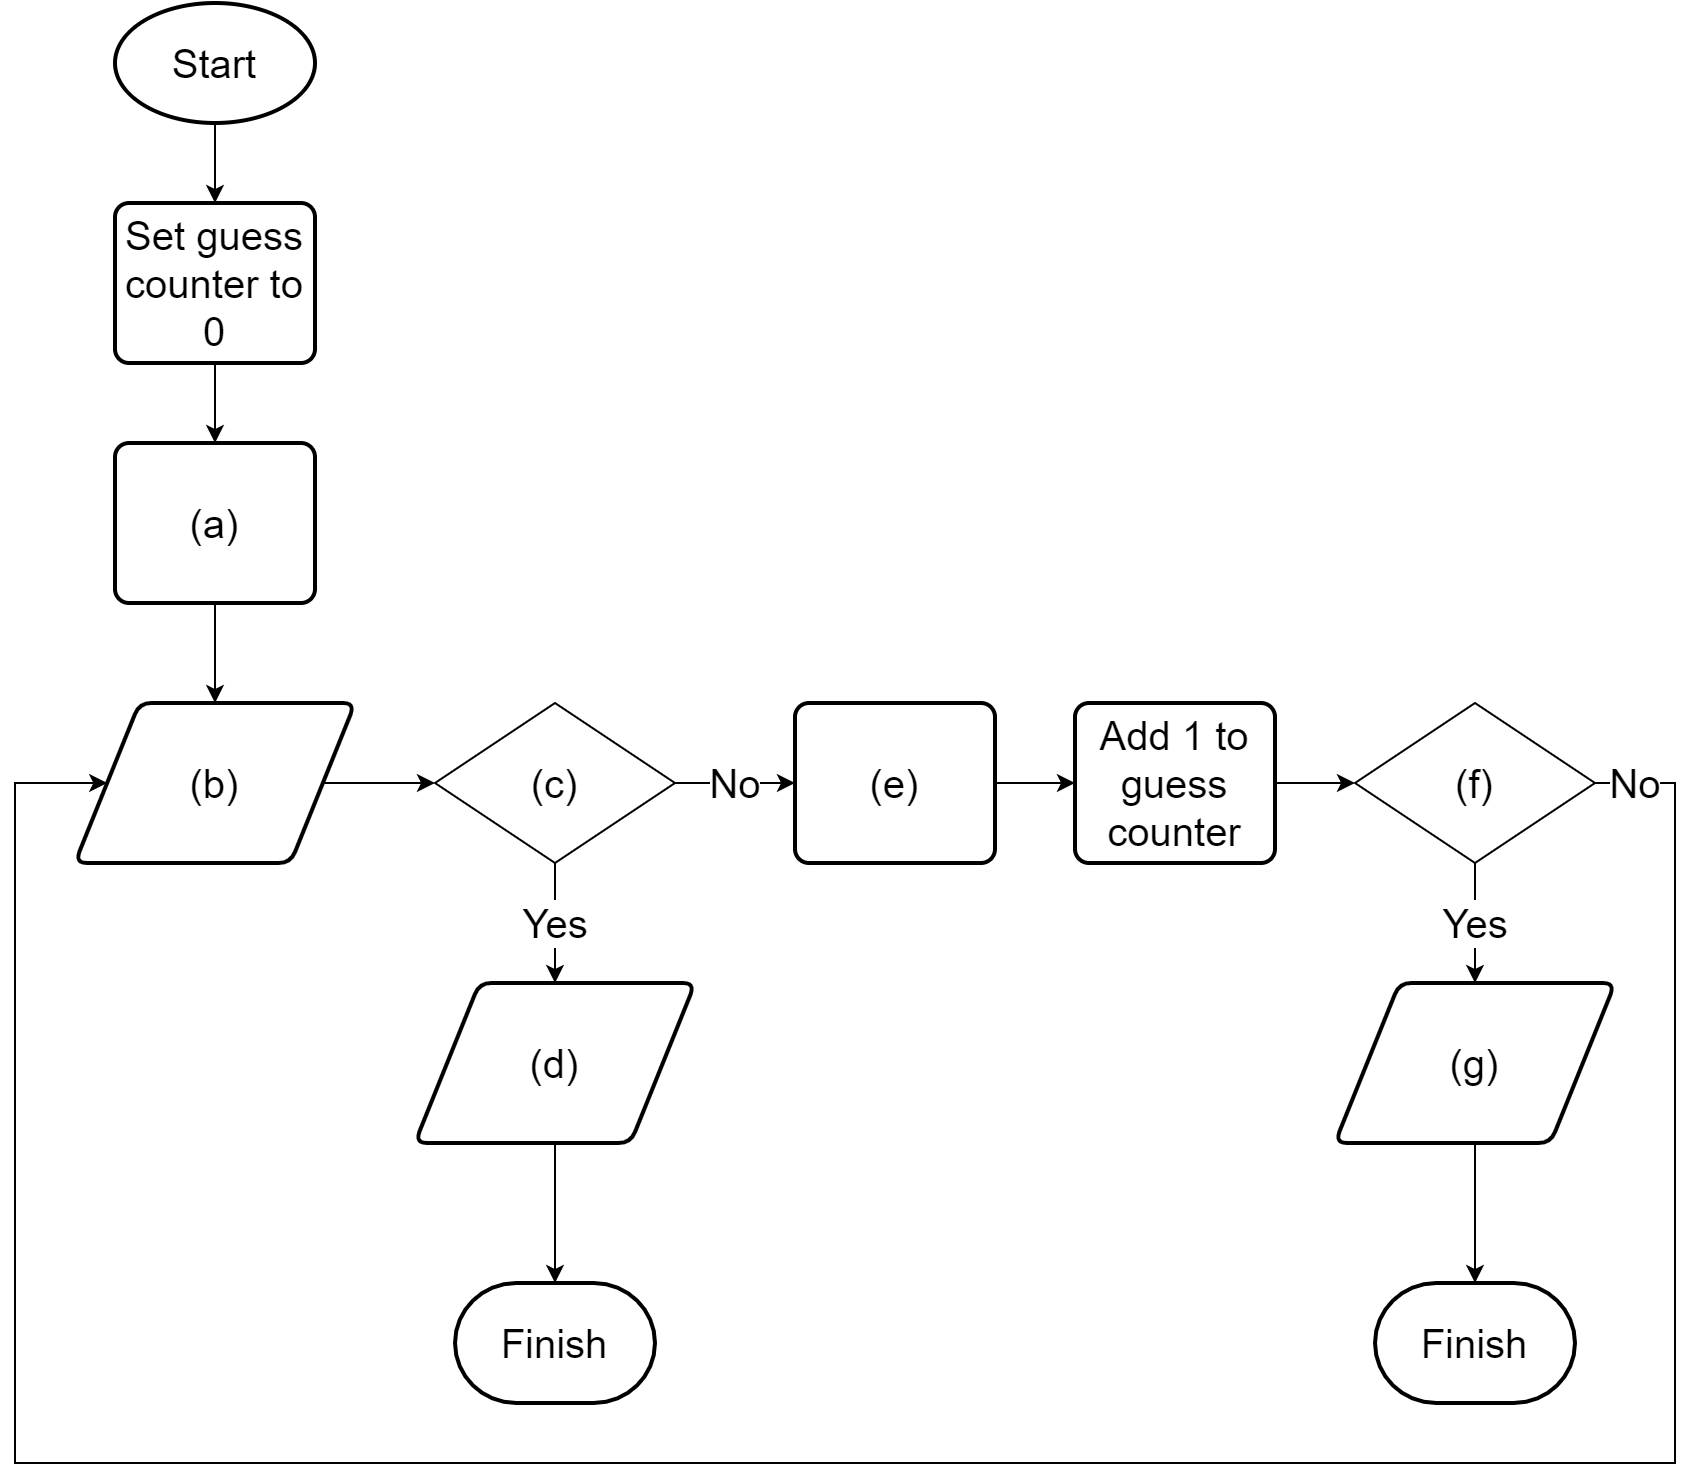 Start
Set guess
counter to
0
(a)
(b)
(c)
No
(e)
Add 1 to
guess
counter
(f)
No
Yes
Yes
(d)
(g)
Finish
Finish